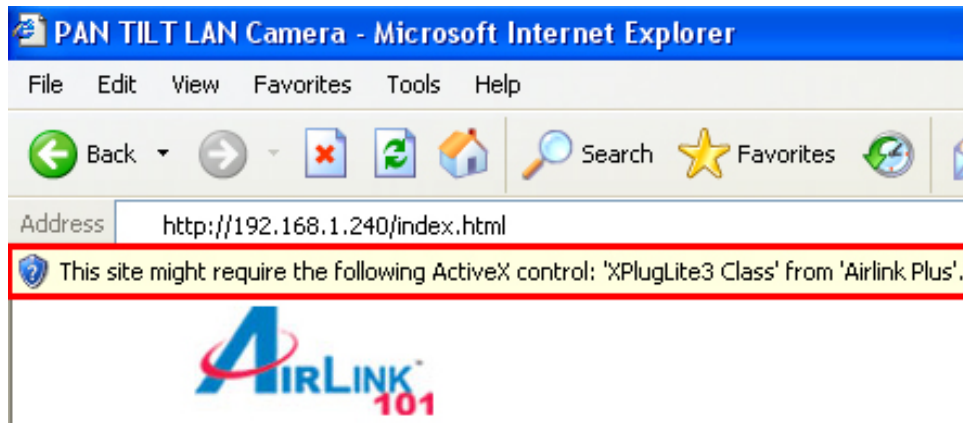 PAN TILT LAN Camera - Microsoft Internet Explorer
File Edit View Favorites Tools Help
Back Search Favorites
Address http://192.168.1.240/index.html
This site might require the following ActiveX control: 'XPlugLite3 Class' from 'Airlink Plus'.
AIRLINK
101